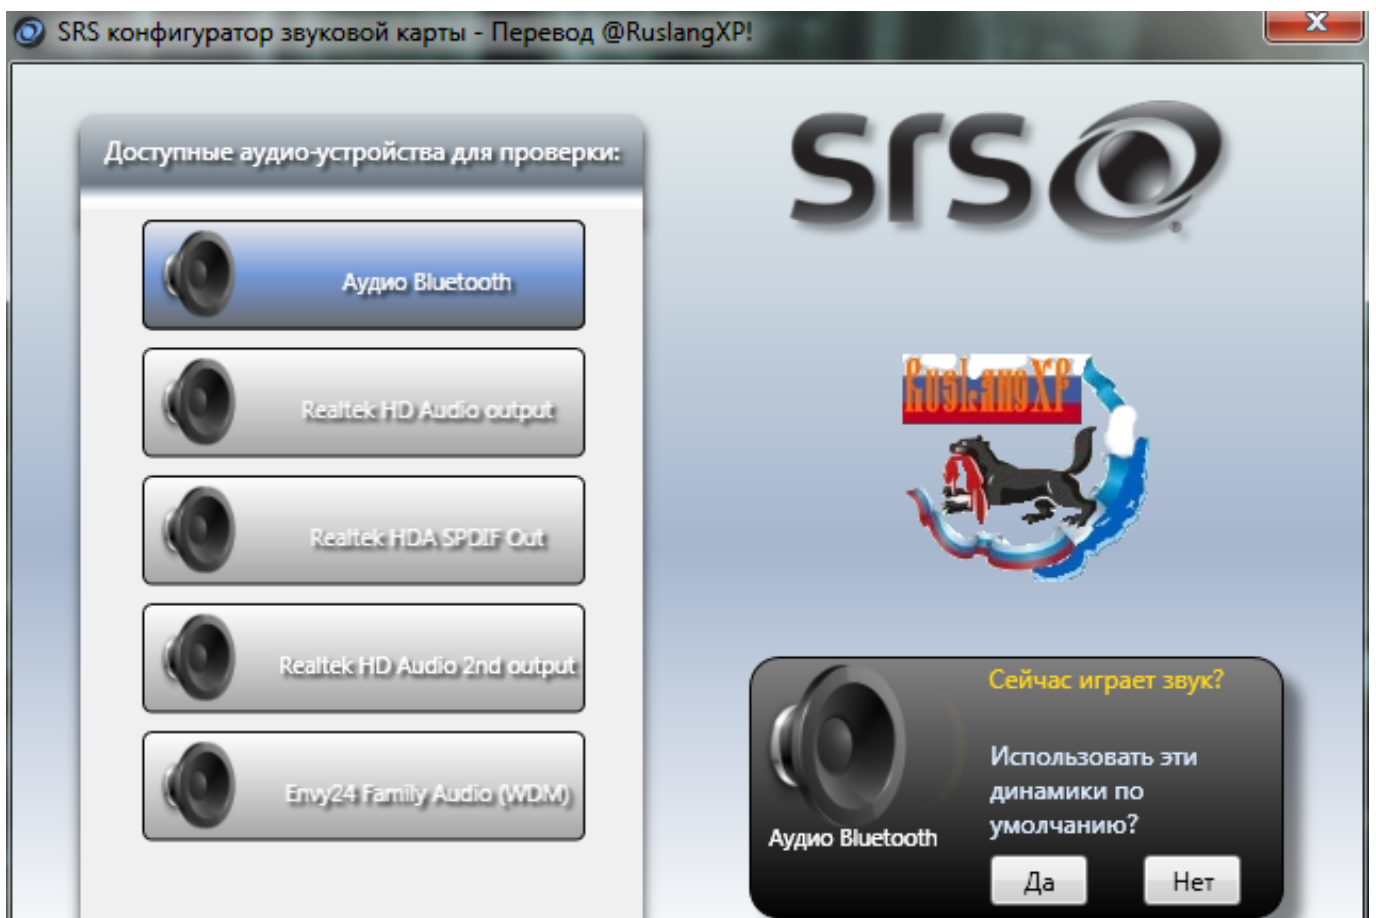 SRS конфигуратор звуковой карты - Перевод @RuslangXP!
Доступные аудио-устройства для проверки:
Аудио Bluetooth
Realtek HD Audio output
Realtek HDA SPDIF Out
Realtek HD Audio 2nd output
Envy24 Family Audio (WDM)
SRS
®
RuslangXP
Сейчас играет звук?
Использовать эти
динамики по
умолчанию?
Аудио Bluetooth
Да
Нет